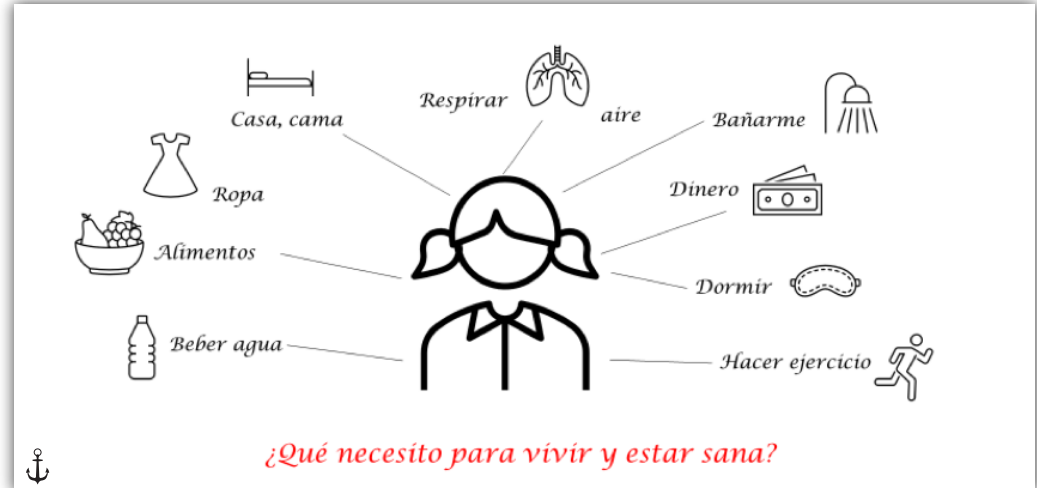 Respirar
aire
Casa, cama
Bañarme
Ropa
Dinero
Alimentos
Dormir
Beber agua
Hacer ejercicio
¿Qué necesito para vivir y estar sana?